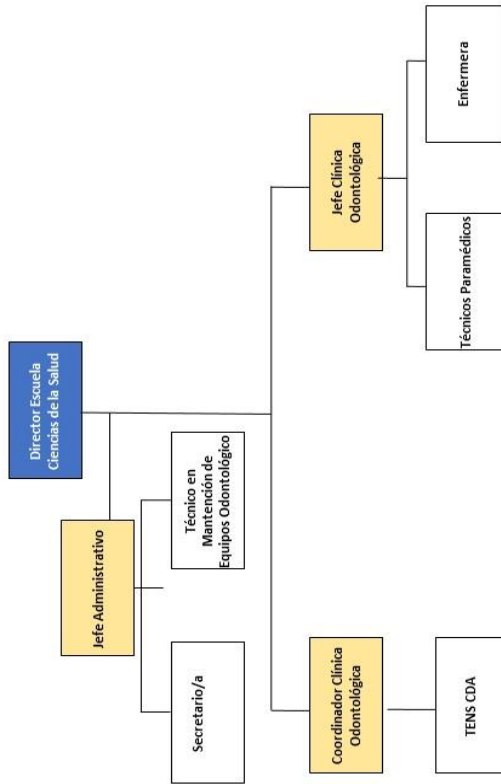 Director Escuela
Ciencias de la Salud
Jefe Administrativo
Secretario/a
Técnico en
Mantención de
Equipos Odontológico
Coordinador Clínica
Odontológica
Jefe Clínica
Odontológica
TENS CDA
Técnicos Paramédicos
Enfermera